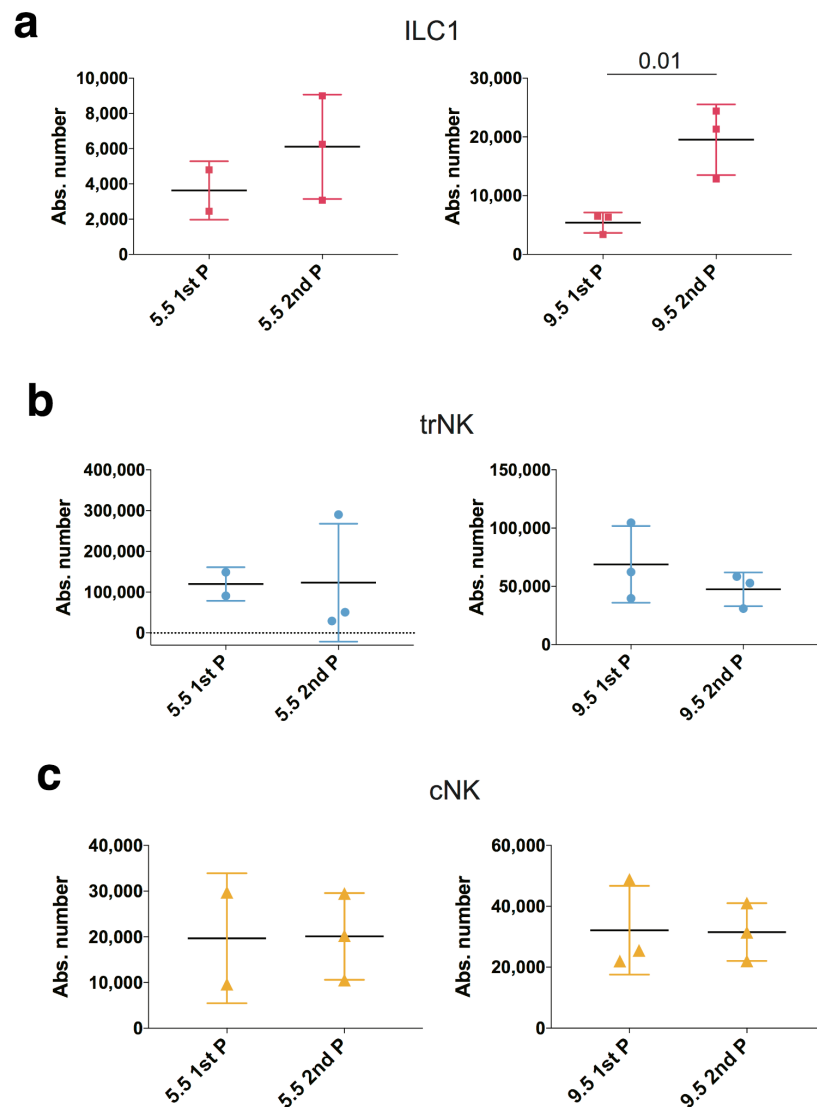 a
ILC1
Abs. number
10,000
8,000
6,000
4,000
2,000
0
5.5 1st P
5.5 2nd P
0.01
Abs. number
30,000
20,000
10,000
0
9.5 1st P
9.5 2nd P
b
trNK
Abs. number
400,000
300,000
200,000
100,000
0
5.5 1st P
5.5 2nd P
Abs. number
150,000
100,000
50,000
0
9.5 1st P
9.5 2nd P
c
cNK
Abs. number
40,000
30,000
20,000
10,000
0
5.5 1st P
5.5 2nd P
Abs. number
60,000
40,000
20,000
0
9.5 1st P
9.5 2nd P